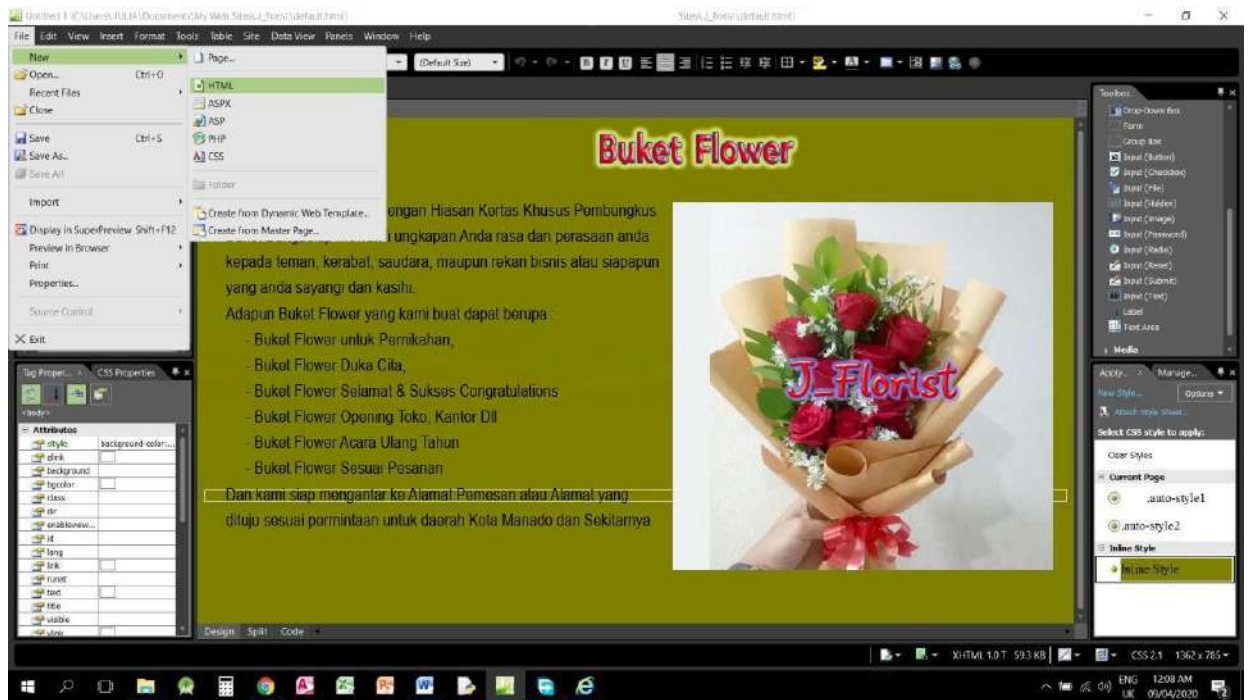 File Edit View Insert Format Tools Table Site Data View Panels Window Help
New
Open... Ctrl+O
Recent Files
Close
Save Ctrl+S
Save As...
Save All
Import
Display in SuperPreview Shift+F12
Preview in Browser
Print
Properties...
Source Control
Exit
Page...
HTML
ASPX
ASP
PHP
CSS
Folder
Create from Dynamic Web Template...
Create from Master Page...
(Default Size)
Buket Flower
engan Hiasan Kertas Khusus Pembungkus
ungkapan Anda rasa dan perasaan anda
kepada teman, kerabat, saudara, maupun rekan bisnis atau siapapun
yang anda sayangi dan kasihi.
Adapun Buket Flower yang kami buat dapat berupa :
- Buket Flower untuk Pernikahan,
- Buket Flower Duka Cita,
- Buket Flower Selamat & Sukses Congratulations
- Buket Flower Opening Toko, Kantor Dll
- Buket Flower Acara Ulang Tahun
- Buket Flower Sesuai Pesanan
Dan kami siap mengantar ke Alamat Pemesan atau Alamat yang
dituju sesuai permintaan untuk daerah Kota Manado dan Sekitarnya
J_Florist
Toolbox
Drop-Down Box
Form
Group Box
Input (Button)
Input (Checkbox)
Input (File)
Input (Hidden)
Input (Image)
Input (Password)
Input (Radio)
Input (Reset)
Input (Submit)
Input (Text)
Label
Text Area
Media
Tag Proper... CSS Properties
<body>
Attributes
style background-color:...
alink
background
bgcolor
class
dir
enableview...
id
lang
link
runat
text
title
visible
vlink
Apply... Manage...
New Style... Options
Attach Style Sheet...
Select CSS style to apply:
Clear Styles
Current Page
.auto-style1
.auto-style2
Inline Style
Inline Style
Design Split Code
XHTML 1.0 T 59.3 KB CSS 2.1 1362 x 785
ENG 12:08 AM
UK 09/04/2020